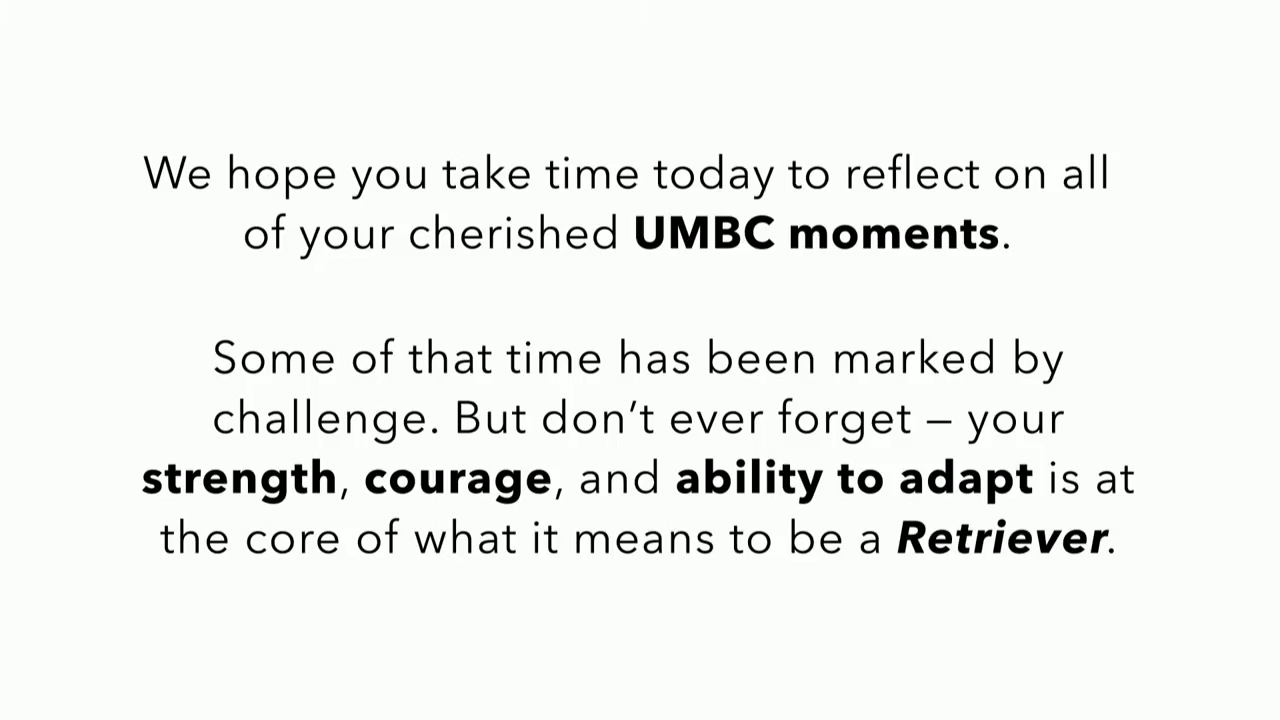 We hope you take time today to reflect on all
of your cherished UMBC moments.
Some of that time has been marked by
challenge. But don’t ever forget – your
strength, courage, and ability to adapt is at
the core of what it means to be a Retriever.